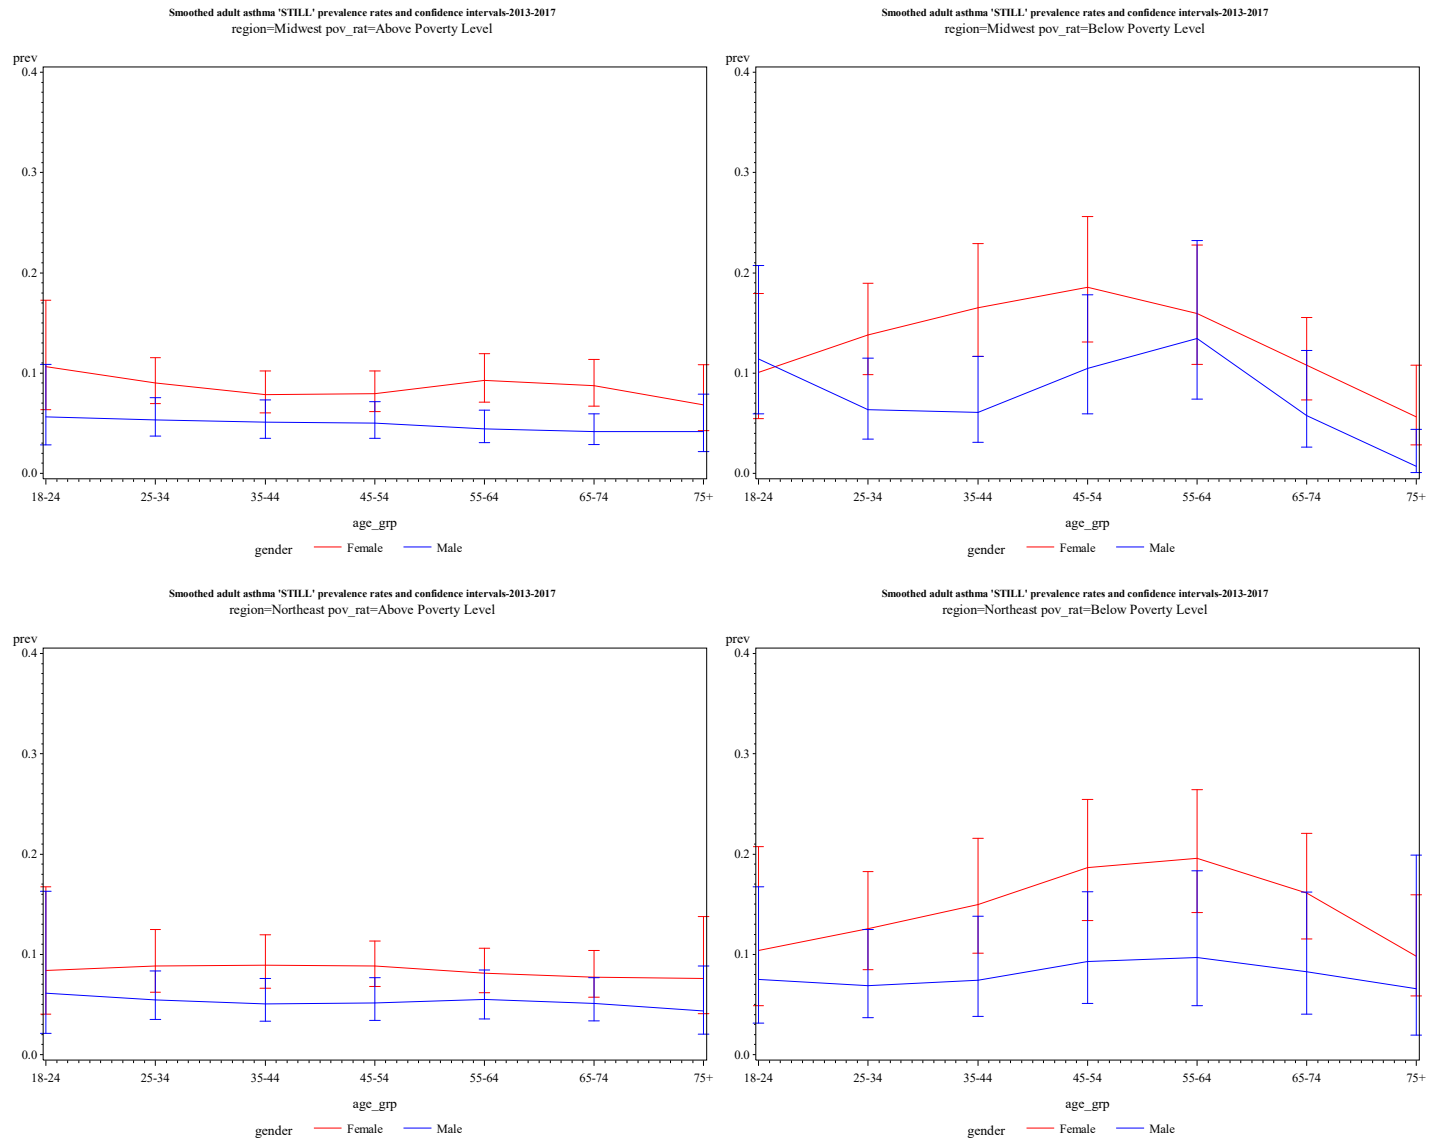 Smoothed adult asthma 'STILL' prevalence rates and confidence intervals-2013-2017
region=Midwest pov_rat=Above Poverty Level
prev
0.4
0.3
0.2
0.1
0.0
18-24 25-34 35-44 45-54 55-64 65-74 75+
age_grp
gender Female Male
Smoothed adult asthma 'STILL' prevalence rates and confidence intervals-2013-2017
region=Midwest pov_rat=Below Poverty Level
prev
0.4
0.3
0.2
0.1
0.0
18-24 25-34 35-44 45-54 55-64 65-74 75+
age_grp
gender Female Male
Smoothed adult asthma 'STILL' prevalence rates and confidence intervals-2013-2017
region=Northeast pov_rat=Above Poverty Level
prev
0.4
0.3
0.2
0.1
0.0
18-24 25-34 35-44 45-54 55-64 65-74 75+
age_grp
gender Female Male
Smoothed adult asthma 'STILL' prevalence rates and confidence intervals-2013-2017
region=Northeast pov_rat=Below Poverty Level
prev
0.4
0.3
0.2
0.1
0.0
18-24 25-34 35-44 45-54 55-64 65-74 75+
age_grp
gender Female Male